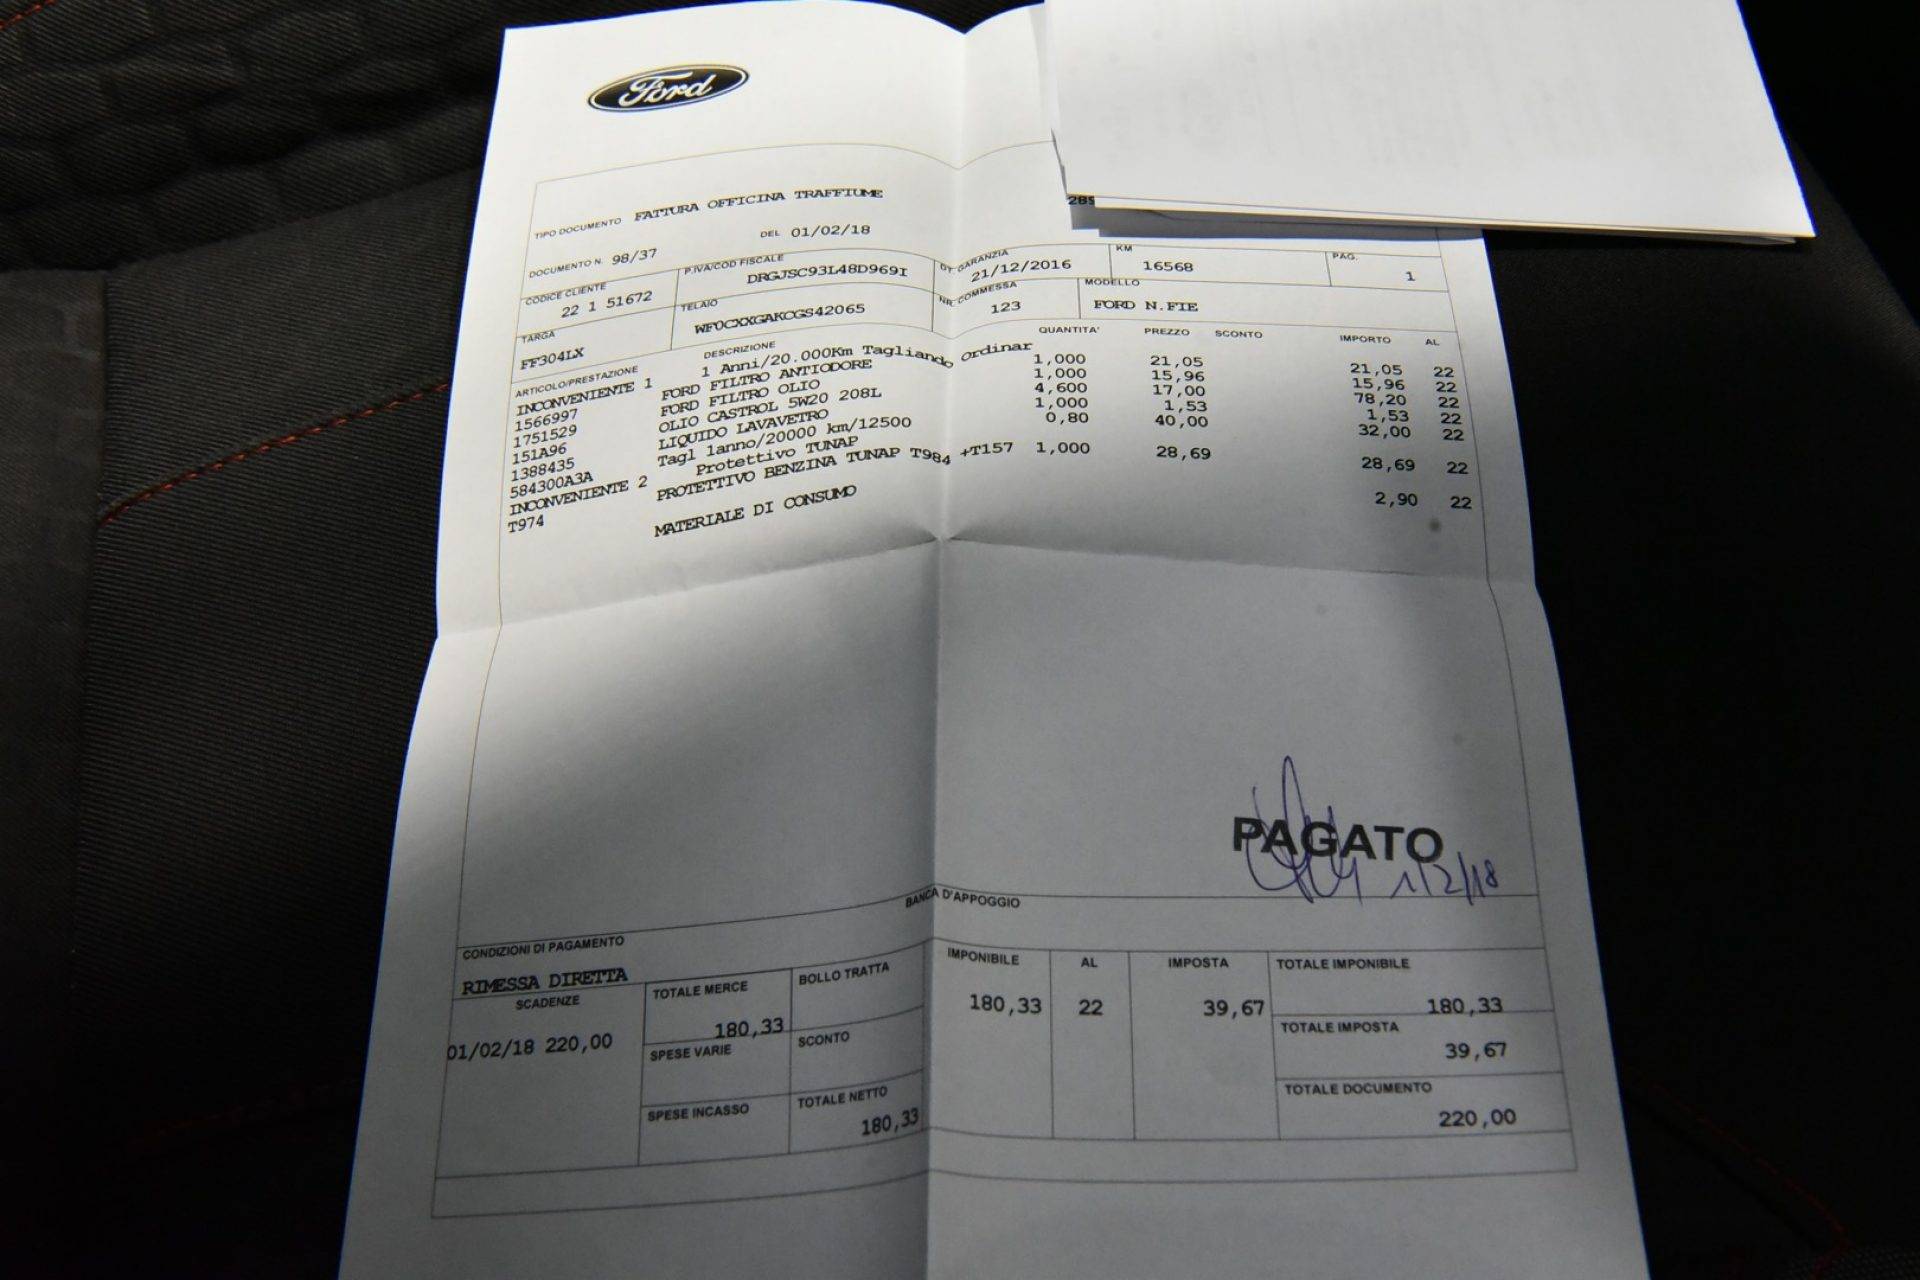 Ford
TIPO DOCUMENTO FATTURA OFFICINA TRAFFIUME
DOCUMENTO N. 98/37 DEL 01/02/18
CODICE CLIENTE P.IVA/COD FISCALE DT. GARANZIA KM PAG.
22 1 51672 DRGJSC93L48D969I 21/12/2016 16568 1
TARGA TELAIO NR. COMMESSA MODELLO
FF304LX WF0CXXGAKCGS42065 123 FORD N.FIE
ARTICOLO/PRESTAZIONE DESCRIZIONE QUANTITA' PREZZO SCONTO IMPORTO AL
INCONVENIENTE 1 1 Anni/20.000Km Tagliando ordinar
1566997 FORD FILTRO ANTIODORE 1,000 21,05 21,05 22
1751529 FORD FILTRO OLIO 1,000 15,96 15,96 22
151A96 OLIO CASTROL 5W20 208L 4,600 17,00 78,20 22
1388435 LIQUIDO LAVAVETRO 1,000 1,53 1,53 22
584300A3A Tagl 1anno/20000 km/12500 0,80 40,00 32,00 22
INCONVENIENTE 2 Protettivo TUNAP
T974 PROTETTIVO BENZINA TUNAP T984 +T157 1,000 28,69 28,69 22
MATERIALE DI CONSUMO 2,90 22
PAGATO
1/2/18
BANCA D'APPOGGIO
CONDIZIONI DI PAGAMENTO
RIMESSA DIRETTA
SCADENZE TOTALE MERCE BOLLO TRATTA IMPONIBILE AL IMPOSTA TOTALE IMPONIBILE
01/02/18 220,00 180,33 180,33 22 39,67 180,33
SPESE VARIE SCONTO TOTALE IMPOSTA
39,67
SPESE INCASSO TOTALE NETTO TOTALE DOCUMENTO
180,33 220,00